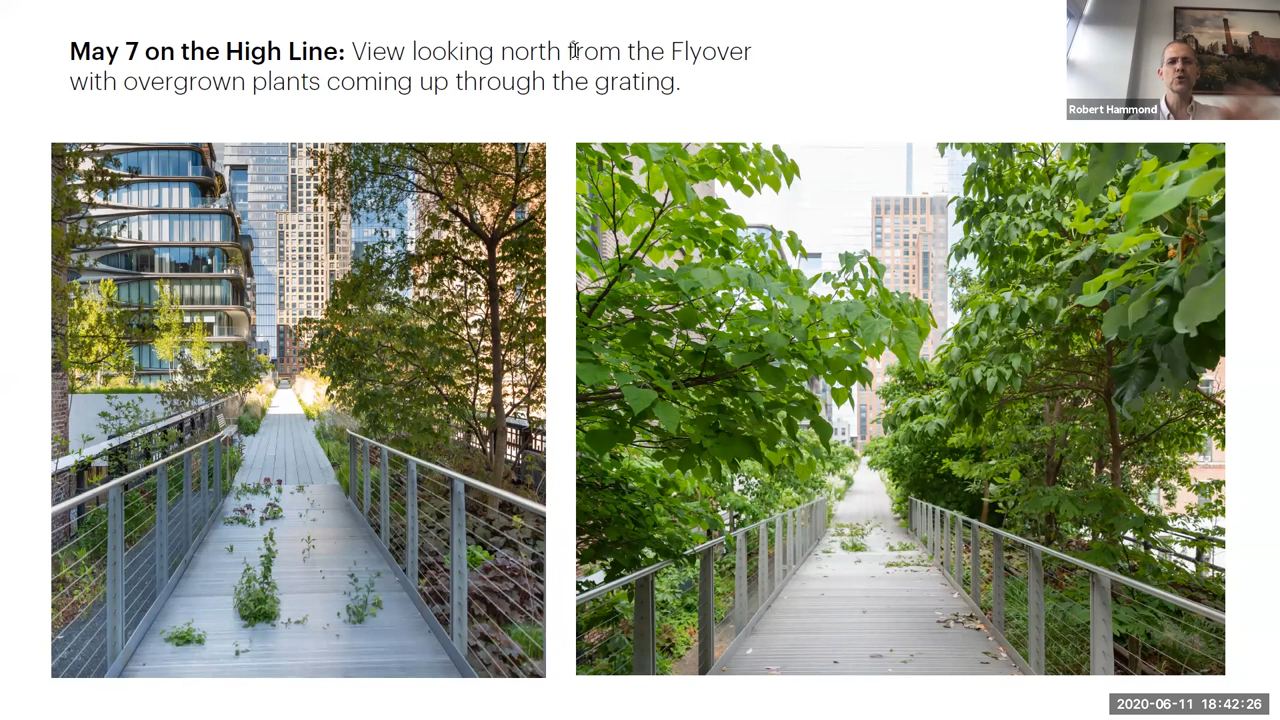 May 7 on the High Line: View looking north from the Flyover
with overgrown plants coming up through the grating.
Robert Hammond
2020-06-11 18:42:26